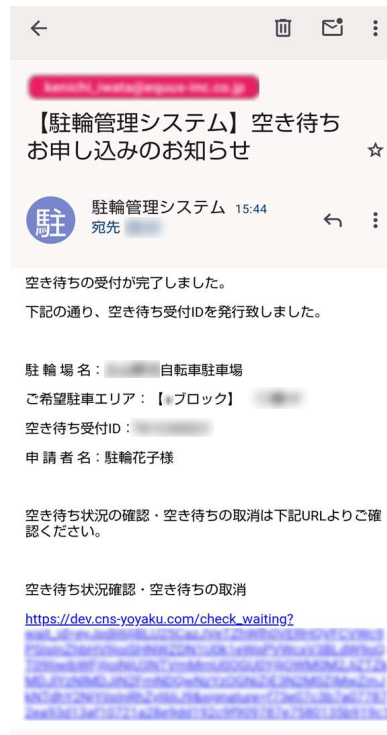 【駐輪管理システム】空き待ち
お申し込みのお知らせ
駐
駐輪管理システム 15:44
宛先
空き待ちの受付が完了しました。
下記の通り、空き待ち受付IDを発行致しました。
駐 輪 場 名：自転車駐車場
ご希望駐車エリア：【ブロック】
空き待ち受付ID：
申 請 者 名：駐輪花子様
空き待ち状況の確認・空き待ちの取消は下記URLよりご確
認ください。
空き待ち状況確認・空き待ちの取消
https://dev.cns-yoyaku.com/check_waiting?